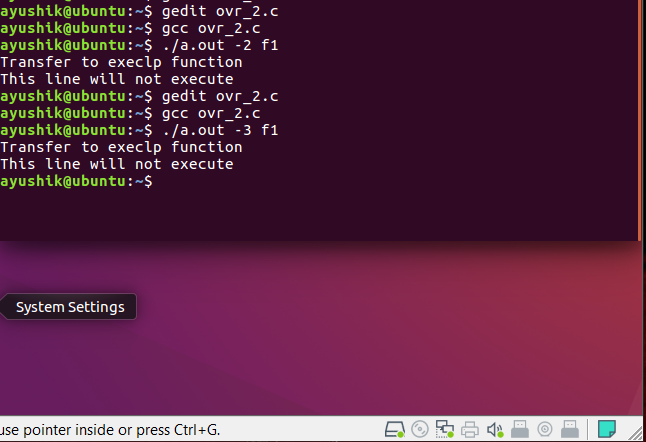 ayushik@ubuntu:~$ gedit ovr_2.c
ayushik@ubuntu:~$ gcc ovr_2.c
ayushik@ubuntu:~$ ./a.out -2 f1
Transfer to execlp function
This line will not execute
ayushik@ubuntu:~$ gedit ovr_2.c
ayushik@ubuntu:~$ gcc ovr_2.c
ayushik@ubuntu:~$ ./a.out -3 f1
Transfer to execlp function
This line will not execute
ayushik@ubuntu:~$
System Settings
use pointer inside or press Ctrl+G.